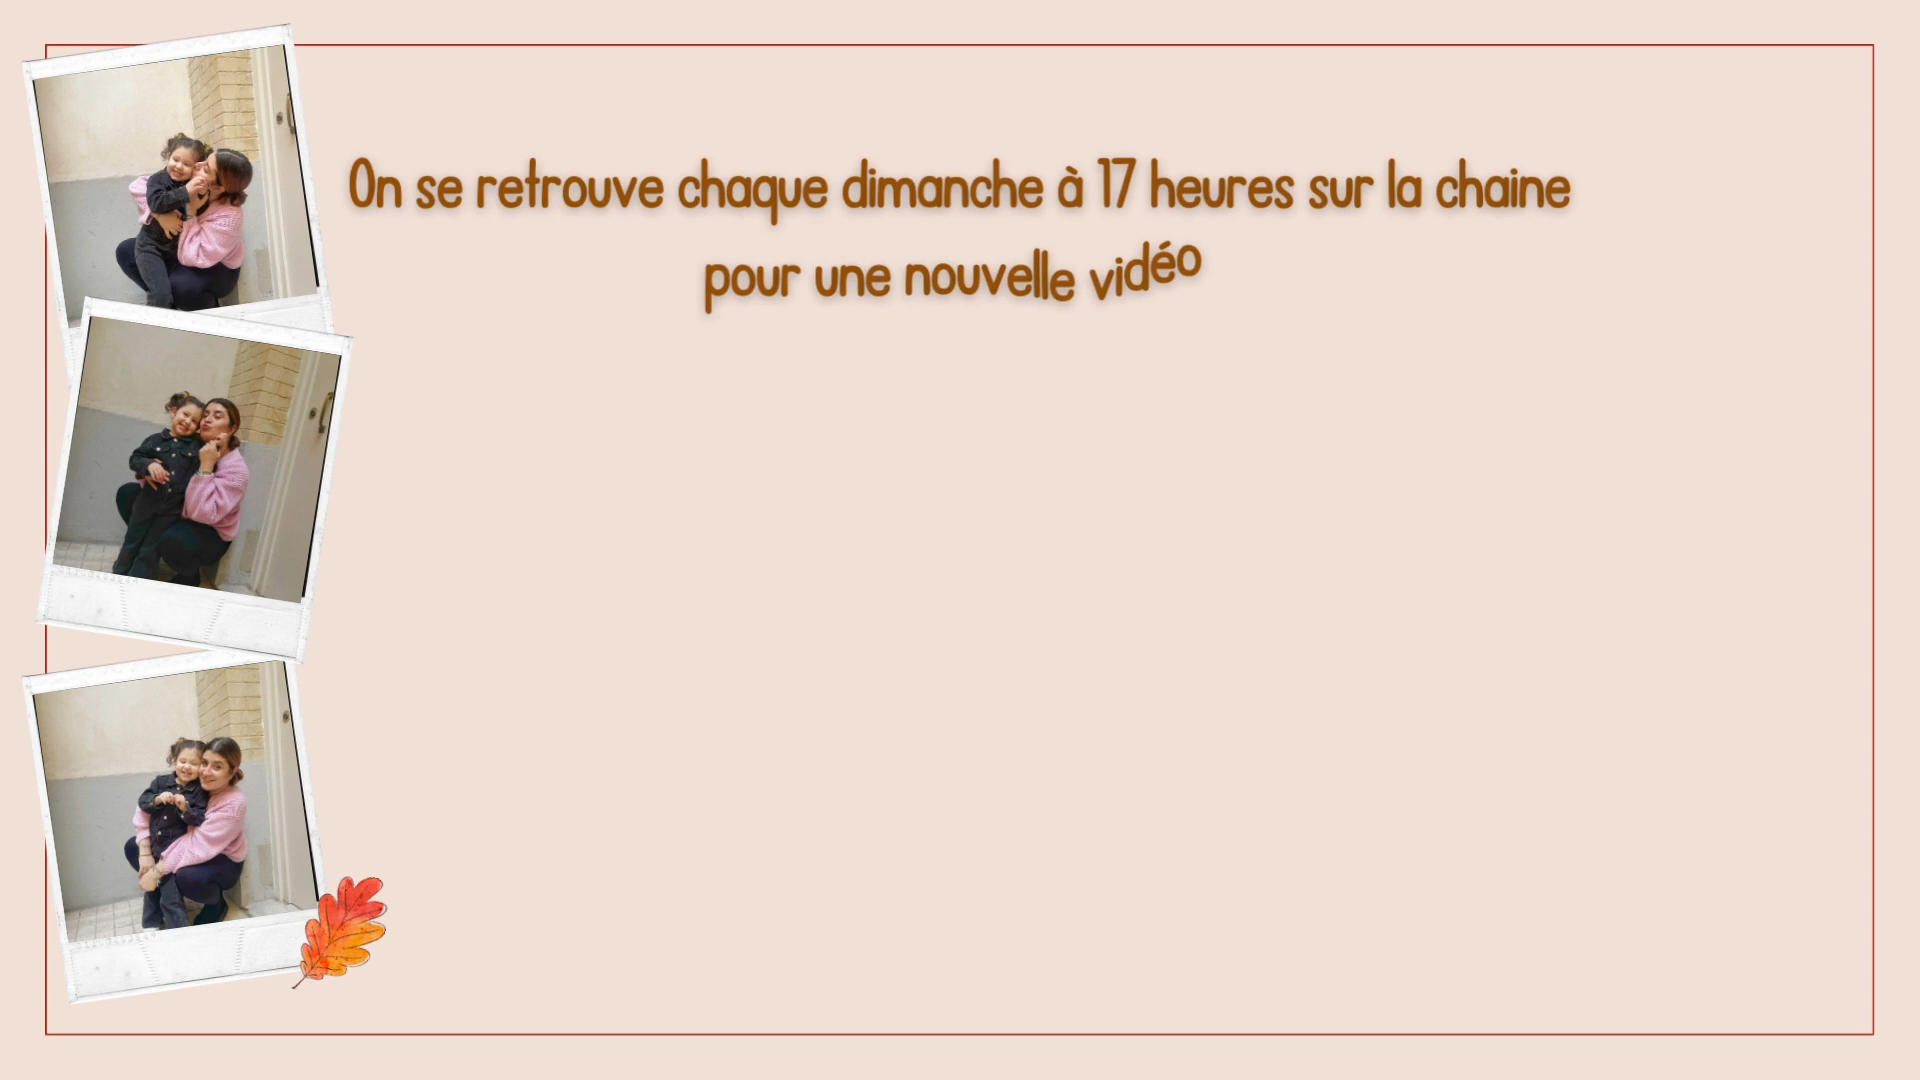 On se retrouve chaque dimanche à 17 heures sur la chaine
pour une nouvelle vidéo